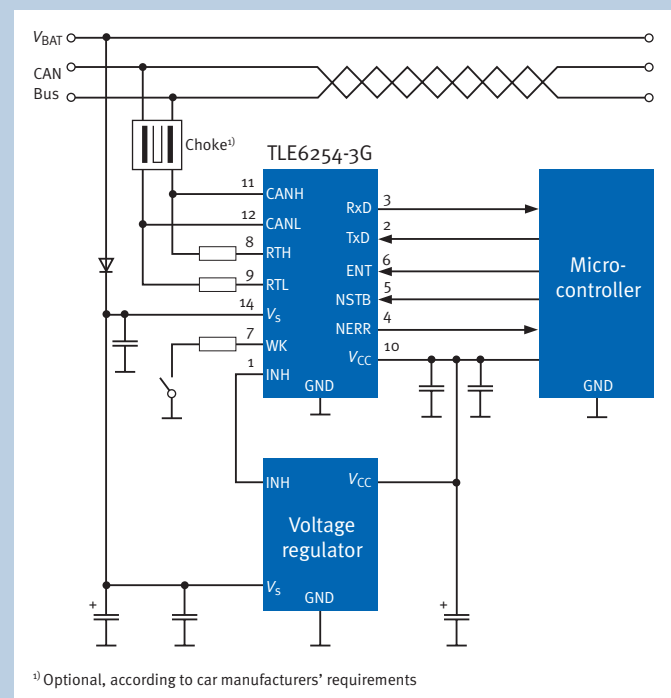 VBAT
CAN
Bus
Choke¹⁾
TLE6254-3G
11
CANH
12
CANL
8
RTH
9
RTL
14
Vs
7
WK
1
INH
RxD
3
TxD
2
ENT
6
NSTB
5
NERR
4
VCC
10
GND
Micro-
controller
GND
INH
VCC
Voltage
regulator
Vs
GND
+
+
¹⁾ Optional, according to car manufacturers' requirements